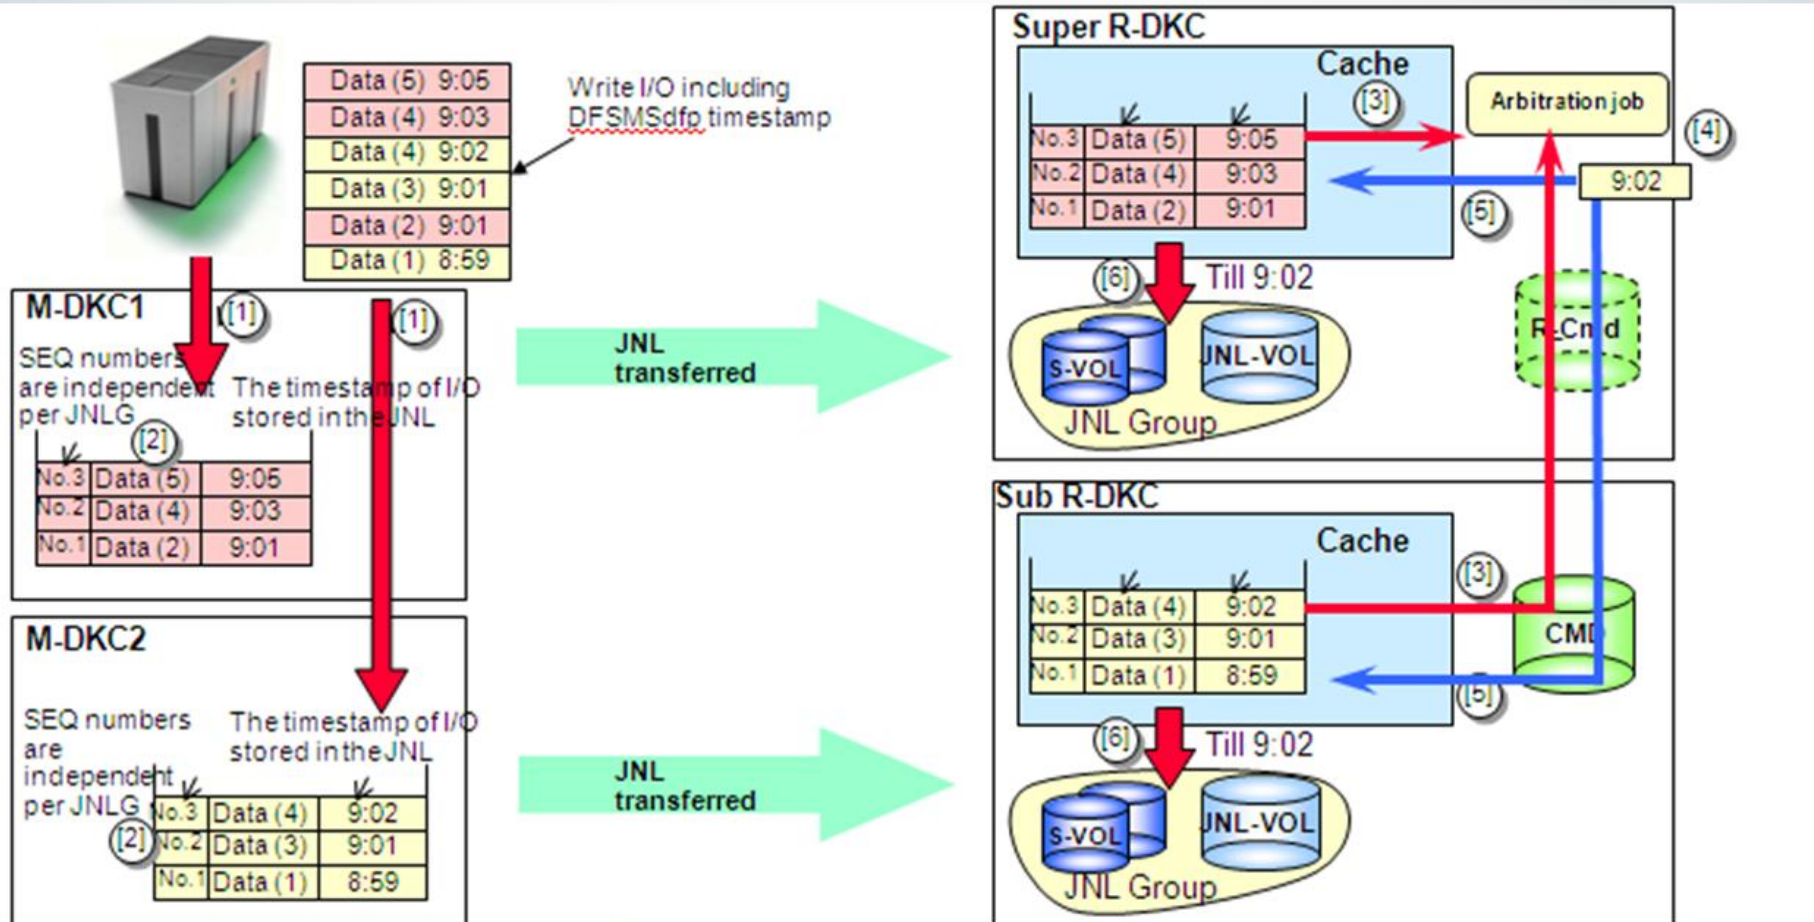 Data (5) 9:05
Data (4) 9:03
Data (4) 9:02
Data (3) 9:01
Data (2) 9:01
Data (1) 8:59
Write I/O including
DFSMSdfp timestamp
M-DKC1
[1]
[1]
SEQ numbers
are independent
per JNLG
The timestamp of I/O
stored in the JNL
[2]
No.3 Data (5) 9:05
No.2 Data (4) 9:03
No.1 Data (2) 9:01
M-DKC2
SEQ numbers
are
independent
per JNLG
The timestamp of I/O
stored in the JNL
[2]
No.3 Data (4) 9:02
No.2 Data (3) 9:01
No.1 Data (1) 8:59
JNL
transferred
JNL
transferred
Super R-DKC
Cache
[3]
No.3 Data (5) 9:05
No.2 Data (4) 9:03
No.1 Data (2) 9:01
Arbitration job
[4]
9:02
[5]
[6]
Till 9:02
S-VOL
JNL-VOL
JNL Group
R_Cmd
Sub R-DKC
Cache
[3]
No.3 Data (4) 9:02
No.2 Data (3) 9:01
No.1 Data (1) 8:59
CMD
[5]
[6]
Till 9:02
S-VOL
JNL-VOL
JNL Group